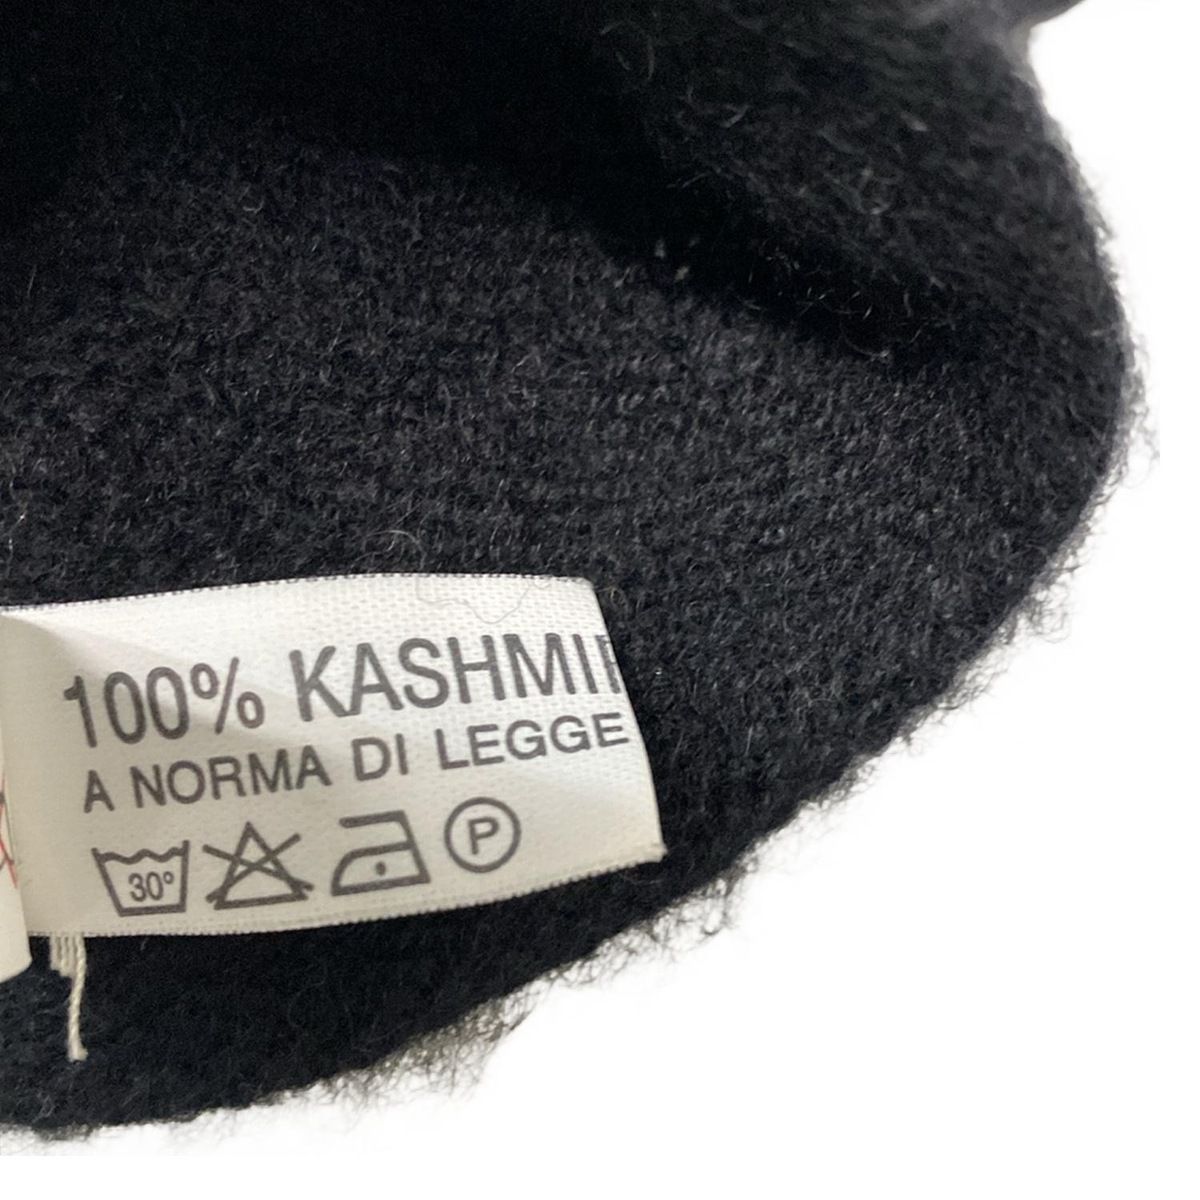 100% KASHMIR
A NORMA DI LEGGE
30° P